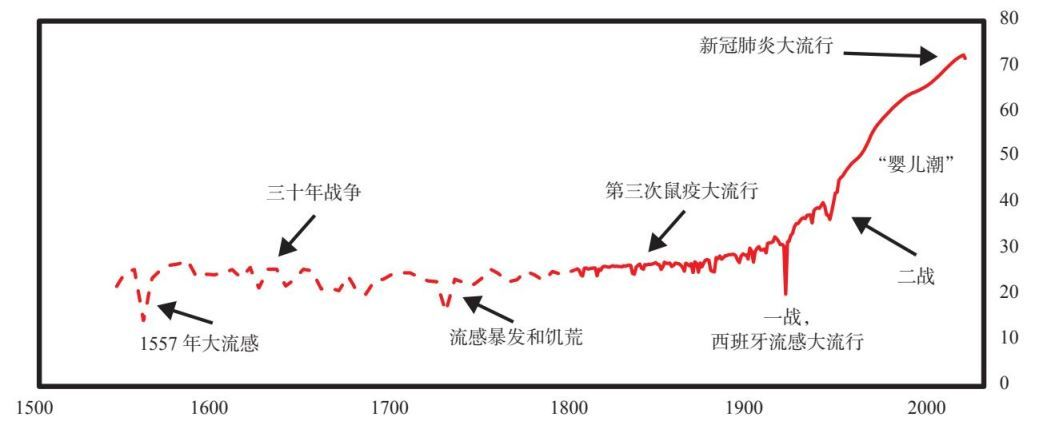 80
新冠肺炎大流行
70
60
50
“婴儿潮”
三十年战争
第三次鼠疫大流行
40
30
二战
20
一战，
西班牙流感大流行
1557 年大流感
流感暴发和饥荒
10
0
1500
1600
1700
1800
1900
2000